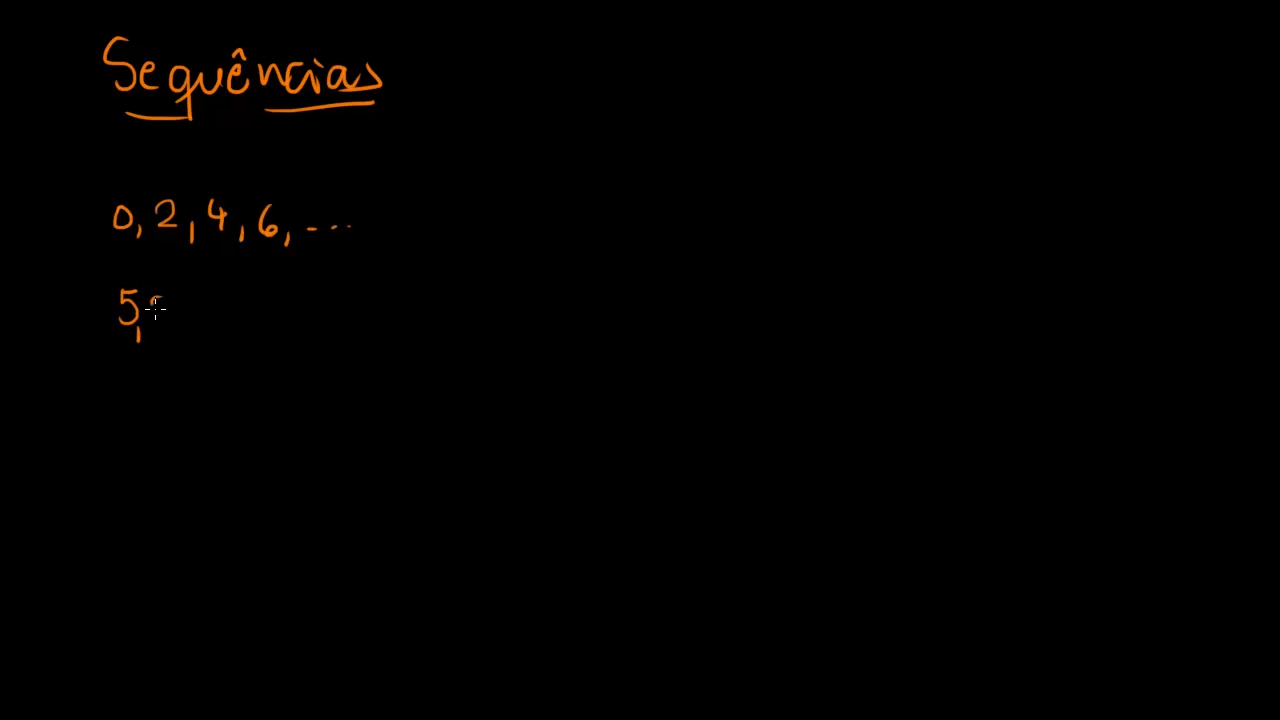 Sequências
0, 2, 4, 6, ...
5,